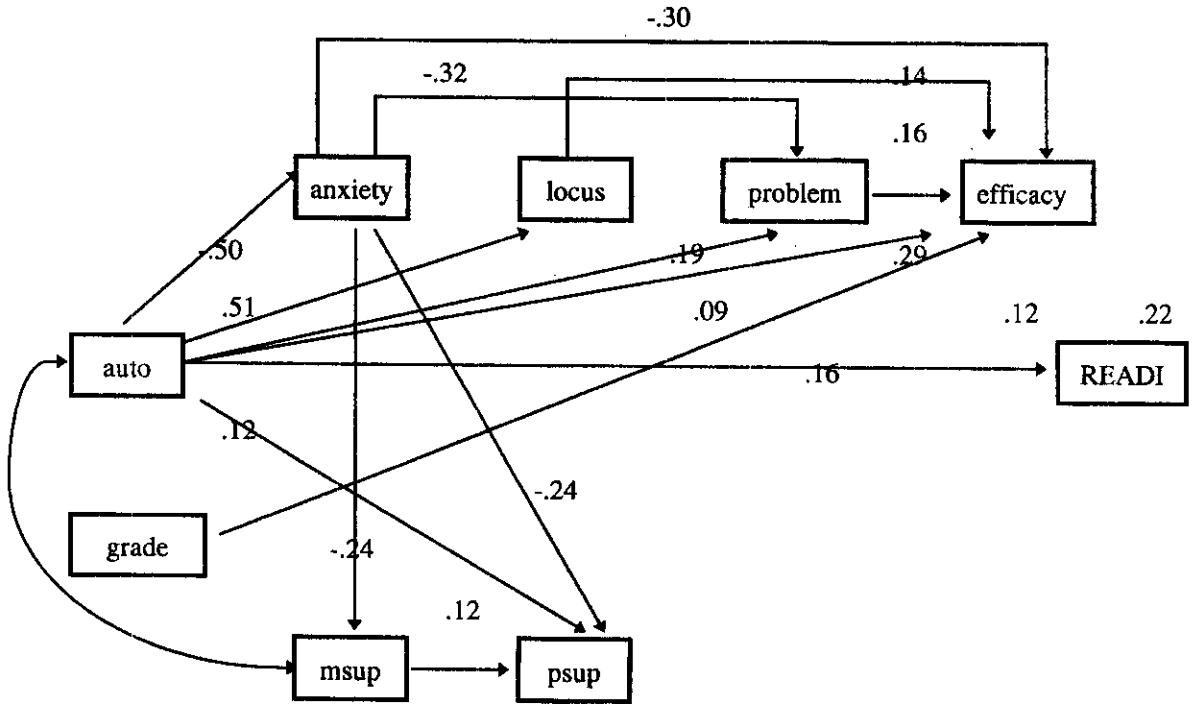 -.30
-.32
.14
.16
anxiety
locus
problem
efficacy
-.50
.19
.29
.51
.09
.12
.22
auto
.16
READI
.12
-.24
grade
-.24
.12
msup
psup